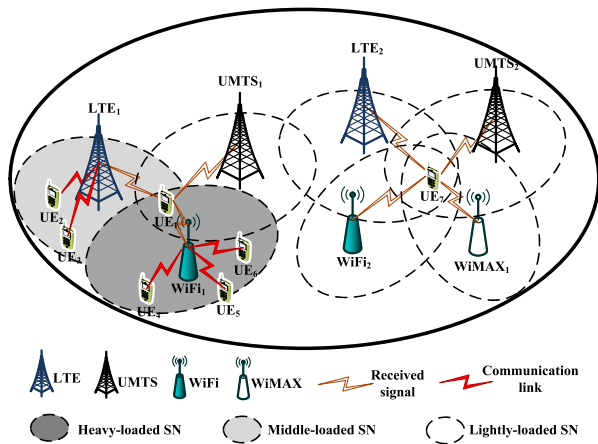 LTE₂
UMTS₂
UMTS₁
LTE₁
UE₂
UE₇
UE₃
UE₆
WiFi₂
WiMAX₁
WiFi₁
UE₄
UE₅
LTE
UMTS
WiFi
WiMAX
Received signal
Communication link
Heavy-loaded SN
Middle-loaded SN
Lightly-loaded SN